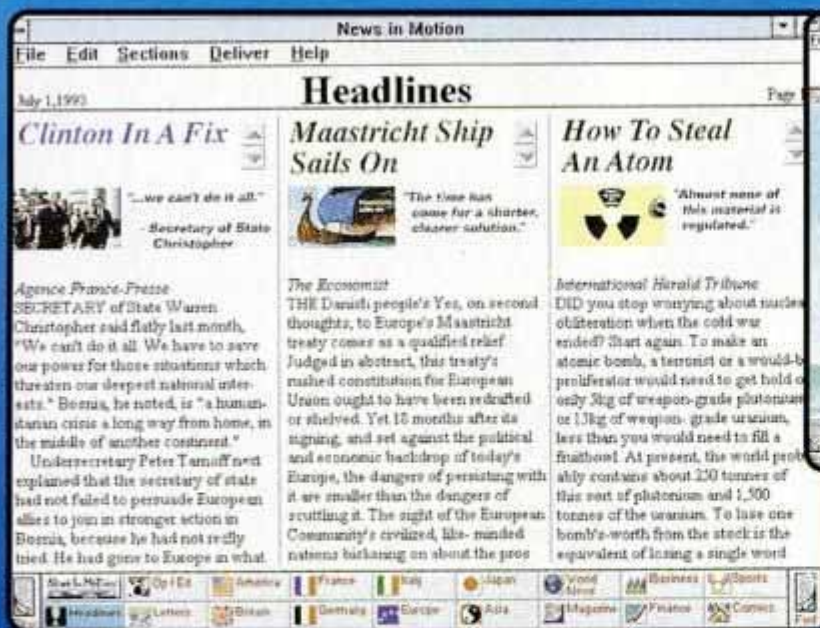 News in Motion
File Edit Sections Deliver Help
July 1, 1993
Headlines
Page
Clinton In A Fix
"...we can't do it all."
- Secretary of State
Christopher
Agence France-Presse
SECRETARY of State Warren
Christopher said flatly last month,
"We can't do it all. We have to save
our power for those situations which
threaten our deepest national inter-
ests." Bosnia, he noted, is "a human-
itarian crisis a long way from home, in
the middle of another continent."
Undersecretary Peter Tarnoff next
explained that the secretary of state
had not failed to persuade European
allies to join in stronger action in
Bosnia, because he had not really
tried. He had gone to Europe in what
Maastricht Ship
Sails On
"The time has
come for a shorter,
clearer solution."
The Economist
THE Danish people's Yes, on second
thoughts, to Europe's Maastricht
treaty comes as a qualified relief.
Judged in abstract, this treaty's
rushed constitution for European
Union ought to have been redrafted
or shelved. Yet 18 months after its
signing, and set against the political
and economic backdrop of today's
Europe, the dangers of persisting with
it are smaller than the dangers of
scuttling it. The sight of the European
Community's civilized, like- minded
nations bickering on about the pros
How To Steal
An Atom
"Almost none of
this material is
regulated."
International Herald Tribune
DID you stop worrying about nuclea
obliteration when the cold war
ended? Start again. To make an
atomic bomb, a terrorist or a would-b
proliferator would need to get hold o
only 5kg of weapon-grade plutonium
or 15kg of weapon- grade uranium,
less than you would need to fill a
fruitbowl. At present, the world prob
ably contains about 250 tonnes of
this sort of plutonium and 1,500
tonnes of the uranium. To lose one
bomb's-worth from the stock is the
equivalent of losing a single word
Op / Ed America France Italy Japan World News Business Sports
Headlines Letters Britain Germany Europe Asia Magazine Finance Comics